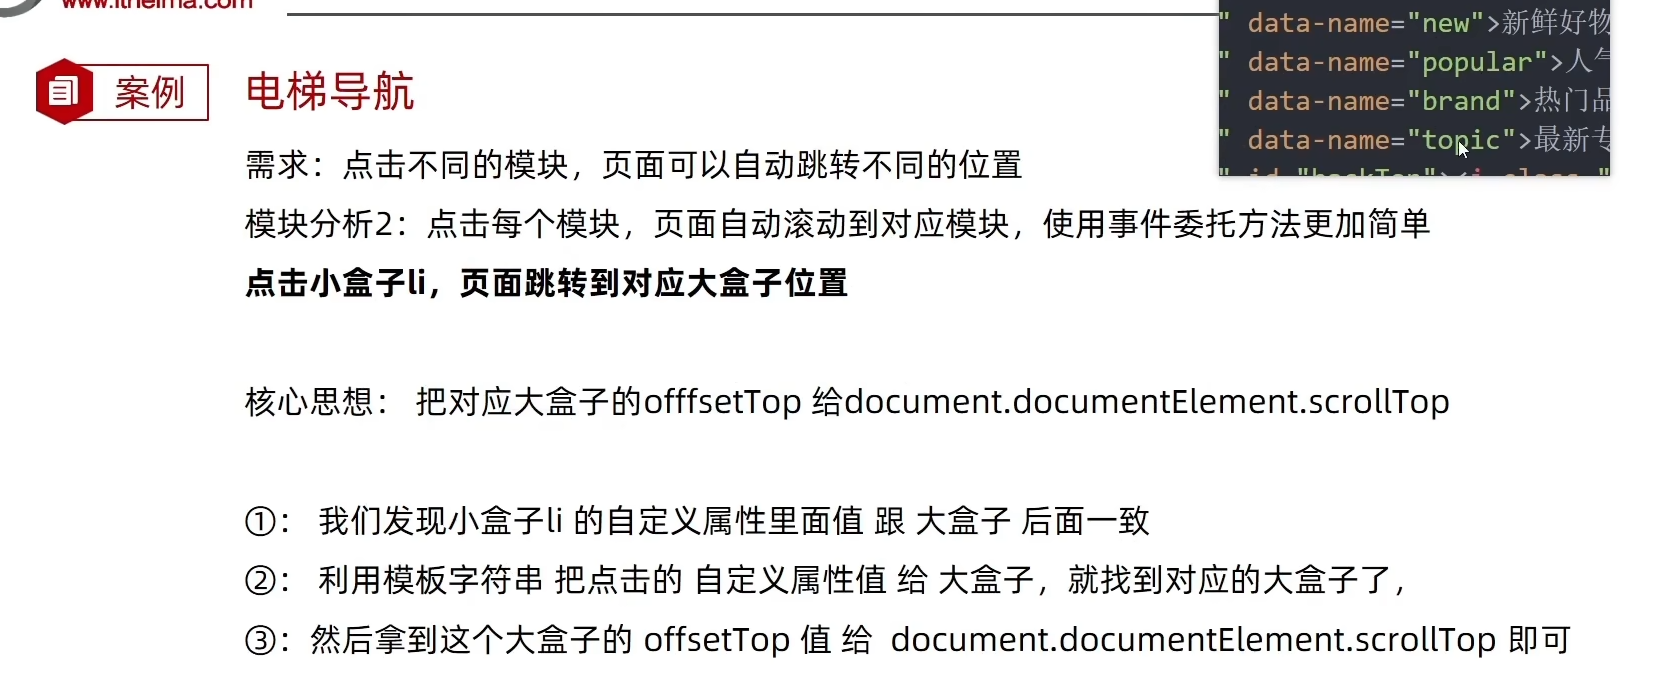 www.itheima.com
" data-name="new">新鲜好物
" data-name="popular">人气
" data-name="brand">热门品
" data-name="topic">最新专
" id="backTop"><i class="
案例
电梯导航
需求：点击不同的模块，页面可以自动跳转不同的位置
模块分析2：点击每个模块，页面自动滚动到对应模块，使用事件委托方法更加简单
点击小盒子li，页面跳转到对应大盒子位置
核心思想： 把对应大盒子的offfsetTop 给document.documentElement.scrollTop
①： 我们发现小盒子li 的自定义属性里面值 跟 大盒子 后面一致
②： 利用模板字符串 把点击的 自定义属性值 给 大盒子，就找到对应的大盒子了，
③：然后拿到这个大盒子的 offsetTop 值 给 document.documentElement.scrollTop 即可